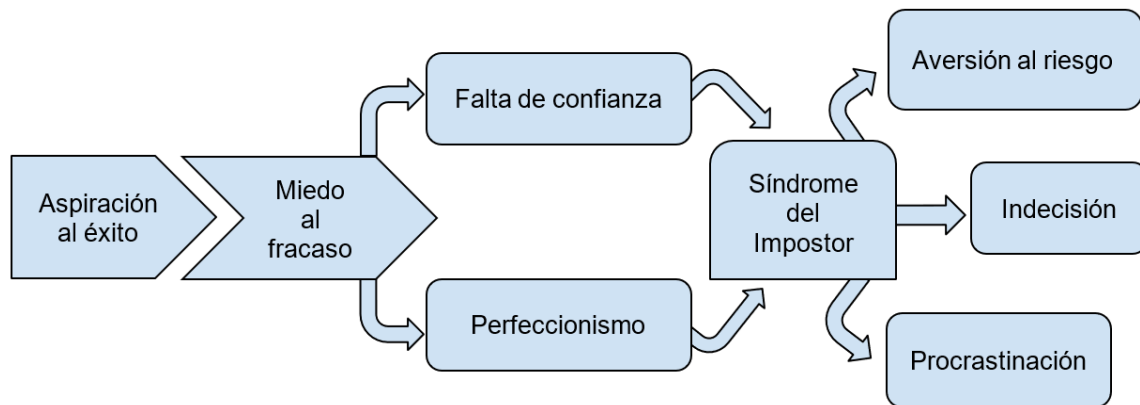 Aspiración
al éxito
Miedo
al
fracaso
Falta de confianza
Perfeccionismo
Síndrome
del
Impostor
Aversión al riesgo
Indecisión
Procrastinación